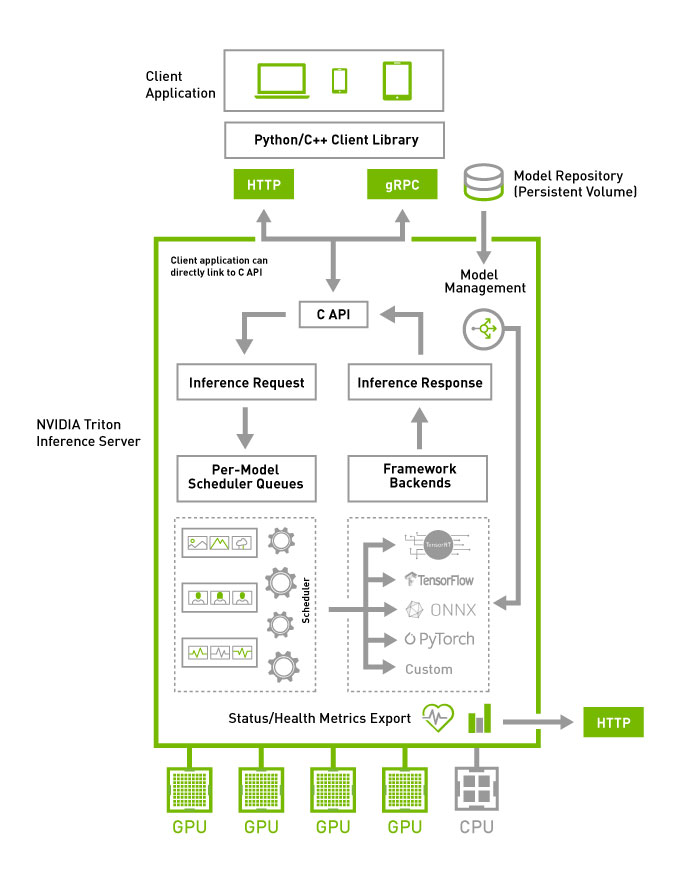 Client
Application
Python/C++ Client Library
HTTP
gRPC
Model Repository
(Persistent Volume)
Client application can
directly link to C API
Model
Management
C API
Inference Request
Inference Response
NVIDIA Triton
Inference Server
Per-Model
Scheduler Queues
Framework
Backends
Scheduler
TensorRT
TensorFlow
ONNX
PyTorch
Custom
Status/Health Metrics Export
HTTP
GPU
GPU
GPU
GPU
CPU